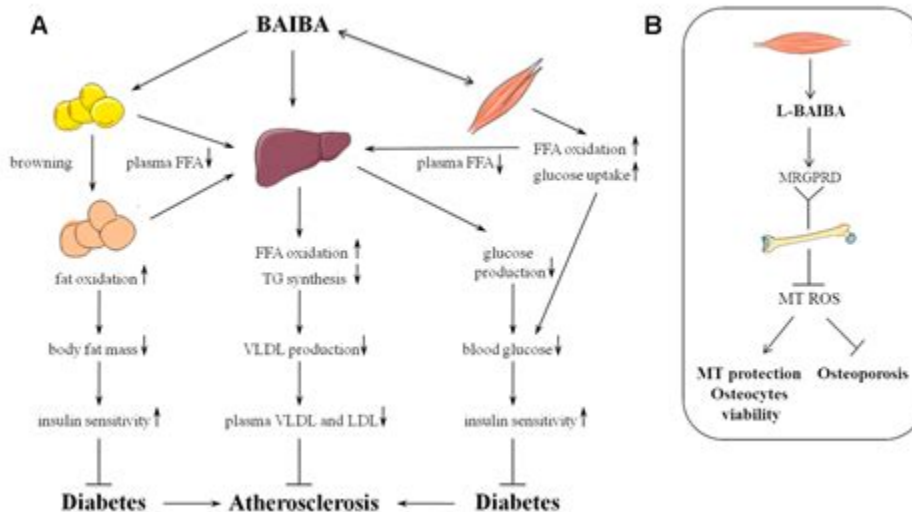 A
BAIBA
browning
plasma FFA
plasma FFA
FFA oxidation
glucose uptake
fat oxidation
FFA oxidation
TG synthesis
glucose
production
body fat mass
VLDL production
blood glucose
insulin sensitivity
plasma VLDL and LDL
insulin sensitivity
Diabetes
Atherosclerosis
Diabetes
B
L-BAIBA
MRGPRD
MT ROS
MT protection
Osteocytes
viability
Osteoporosis